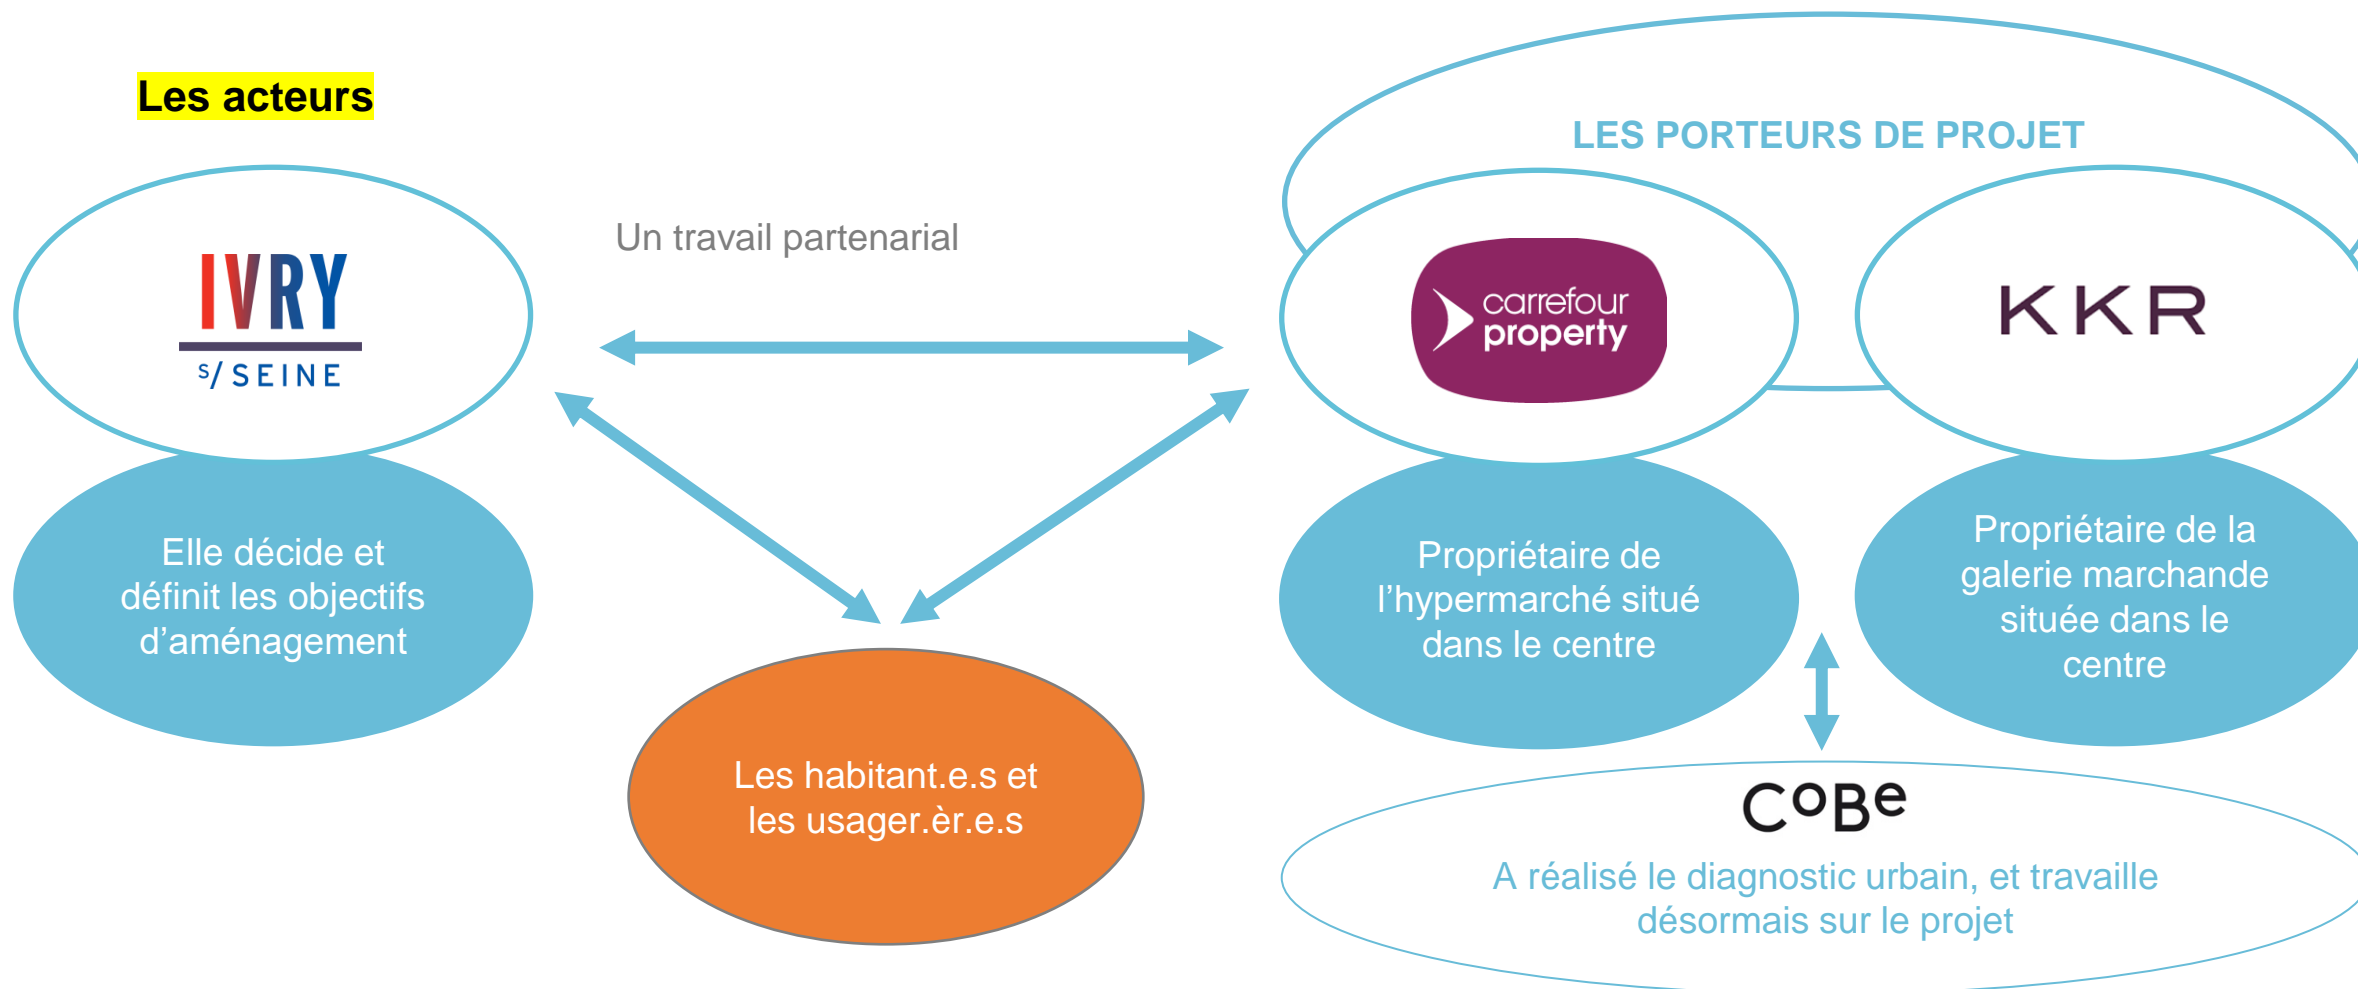 Les acteurs
LES PORTEURS DE PROJET
IVRY
s/ SEINE
Un travail partenarial
carrefour
property
KKR
Elle décide et
définit les objectifs
d’aménagement
Propriétaire de
l’hypermarché situé
dans le centre
Propriétaire de la
galerie marchande
située dans le
centre
Les habitant.e.s et
les usager.èr.e.s
CoBe
A réalisé le diagnostic urbain, et travaille
désormais sur le projet